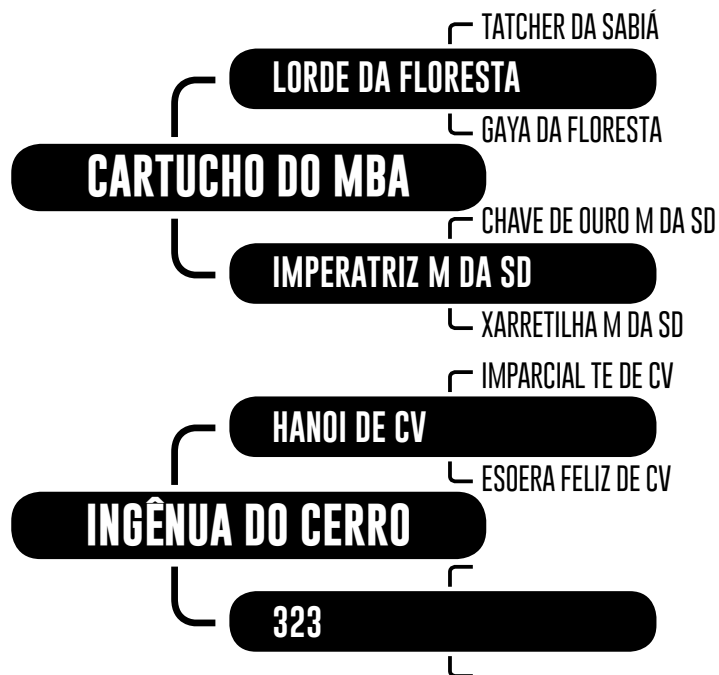 TATCHER DA SABIÁ
LORDE DA FLORESTA
GAYA DA FLORESTA
CARTUCHO DO MBA
CHAVE DE OURO M DA SD
IMPERATRIZ M DA SD
XARRETILHA M DA SD
IMPARCIAL TE DE CV
HANOI DE CV
ESOERA FELIZ DE CV
INGÊNUA DO CERRO
323